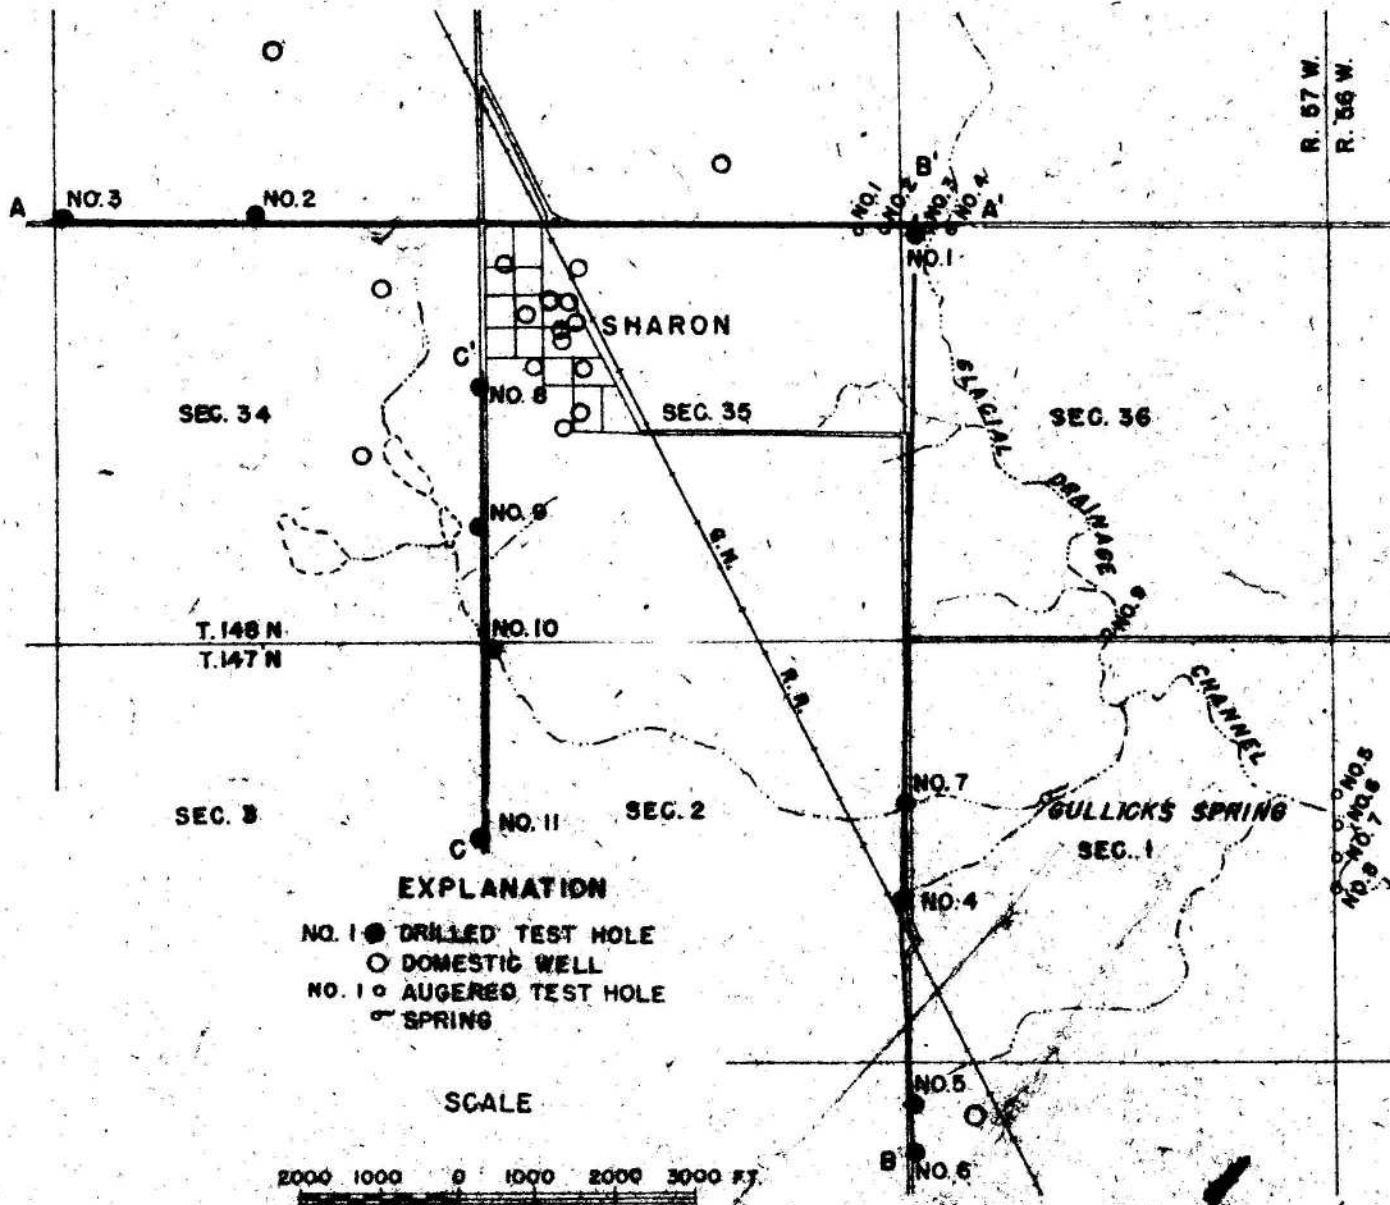 R. 57 W.
R. 56 W.
A
NO. 3
NO. 2
NO. 1
NO. 2
B'
NO. 3
NO. 4
A'
NO. 1
SHARON
C'
NO. 8
SEC. 34
SEC. 35
SEC. 36
GLACIAL DRAINAGE CHANNEL
NO. 9
G. N.
R. R.
NO. 9
T. 148 N
T. 147 N
NO. 10
NO. 5
NO. 6
NO. 7
NO. 8
NO. 7
GULLICKS SPRING
SEC. 3
SEC. 2
SEC. 1
NO. 11
C
NO. 4
EXPLANATION
NO. 1 DRILLED TEST HOLE
DOMESTIC WELL
NO. 1 AUGERED TEST HOLE
SPRING
SCALE
NO. 5
B
NO. 6
2000 1000 0 1000 2000 3000 FT.